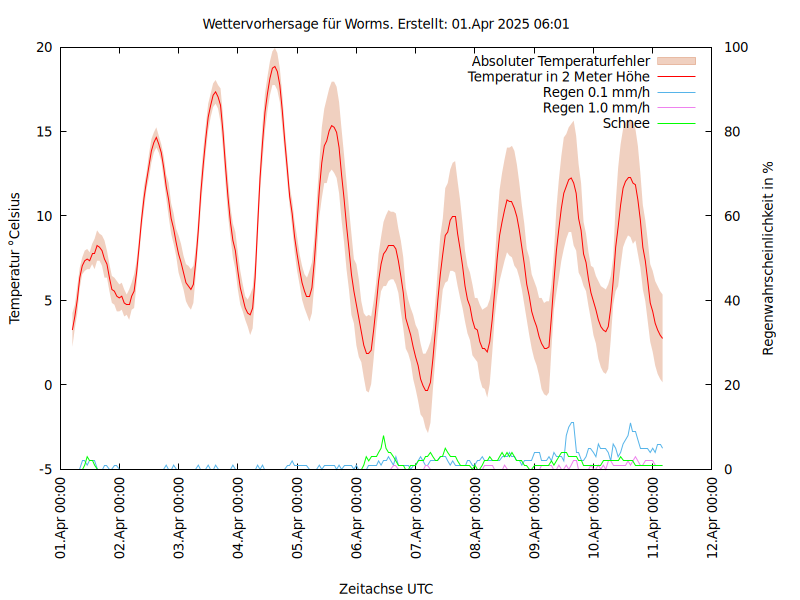 Wettervorhersage für Worms. Erstellt: 01.Apr 2025 06:01
Absoluter Temperaturfehler
Temperatur in 2 Meter Höhe
Regen 0.1 mm/h
Regen 1.0 mm/h
Schnee
Temperatur °Celsius
20
15
10
5
0
-5
100
80
60
40
20
0
Regenwahrscheinlichkeit in %
01.Apr 00:00
02.Apr 00:00
03.Apr 00:00
04.Apr 00:00
05.Apr 00:00
06.Apr 00:00
07.Apr 00:00
08.Apr 00:00
09.Apr 00:00
10.Apr 00:00
11.Apr 00:00
12.Apr 00:00
Zeitachse UTC